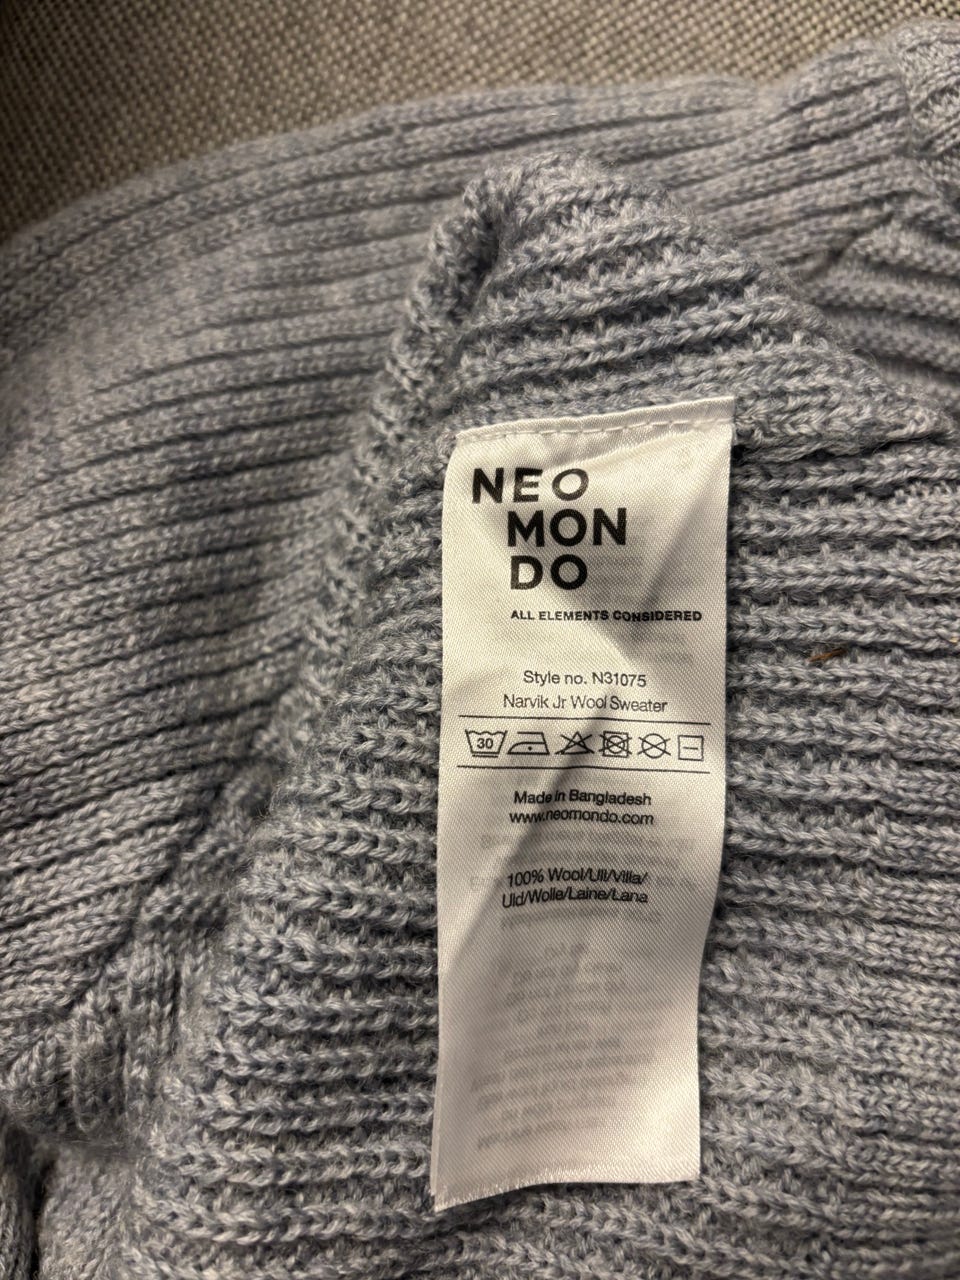 NEO
MON
DO
ALL ELEMENTS CONSIDERED
Style no. N31075
Narvik Jr Wool Sweater
30
Made in Bangladesh
www.neomondo.com
100% Wool/Ull/Villa/
Uld/Wolle/Laine/Lana